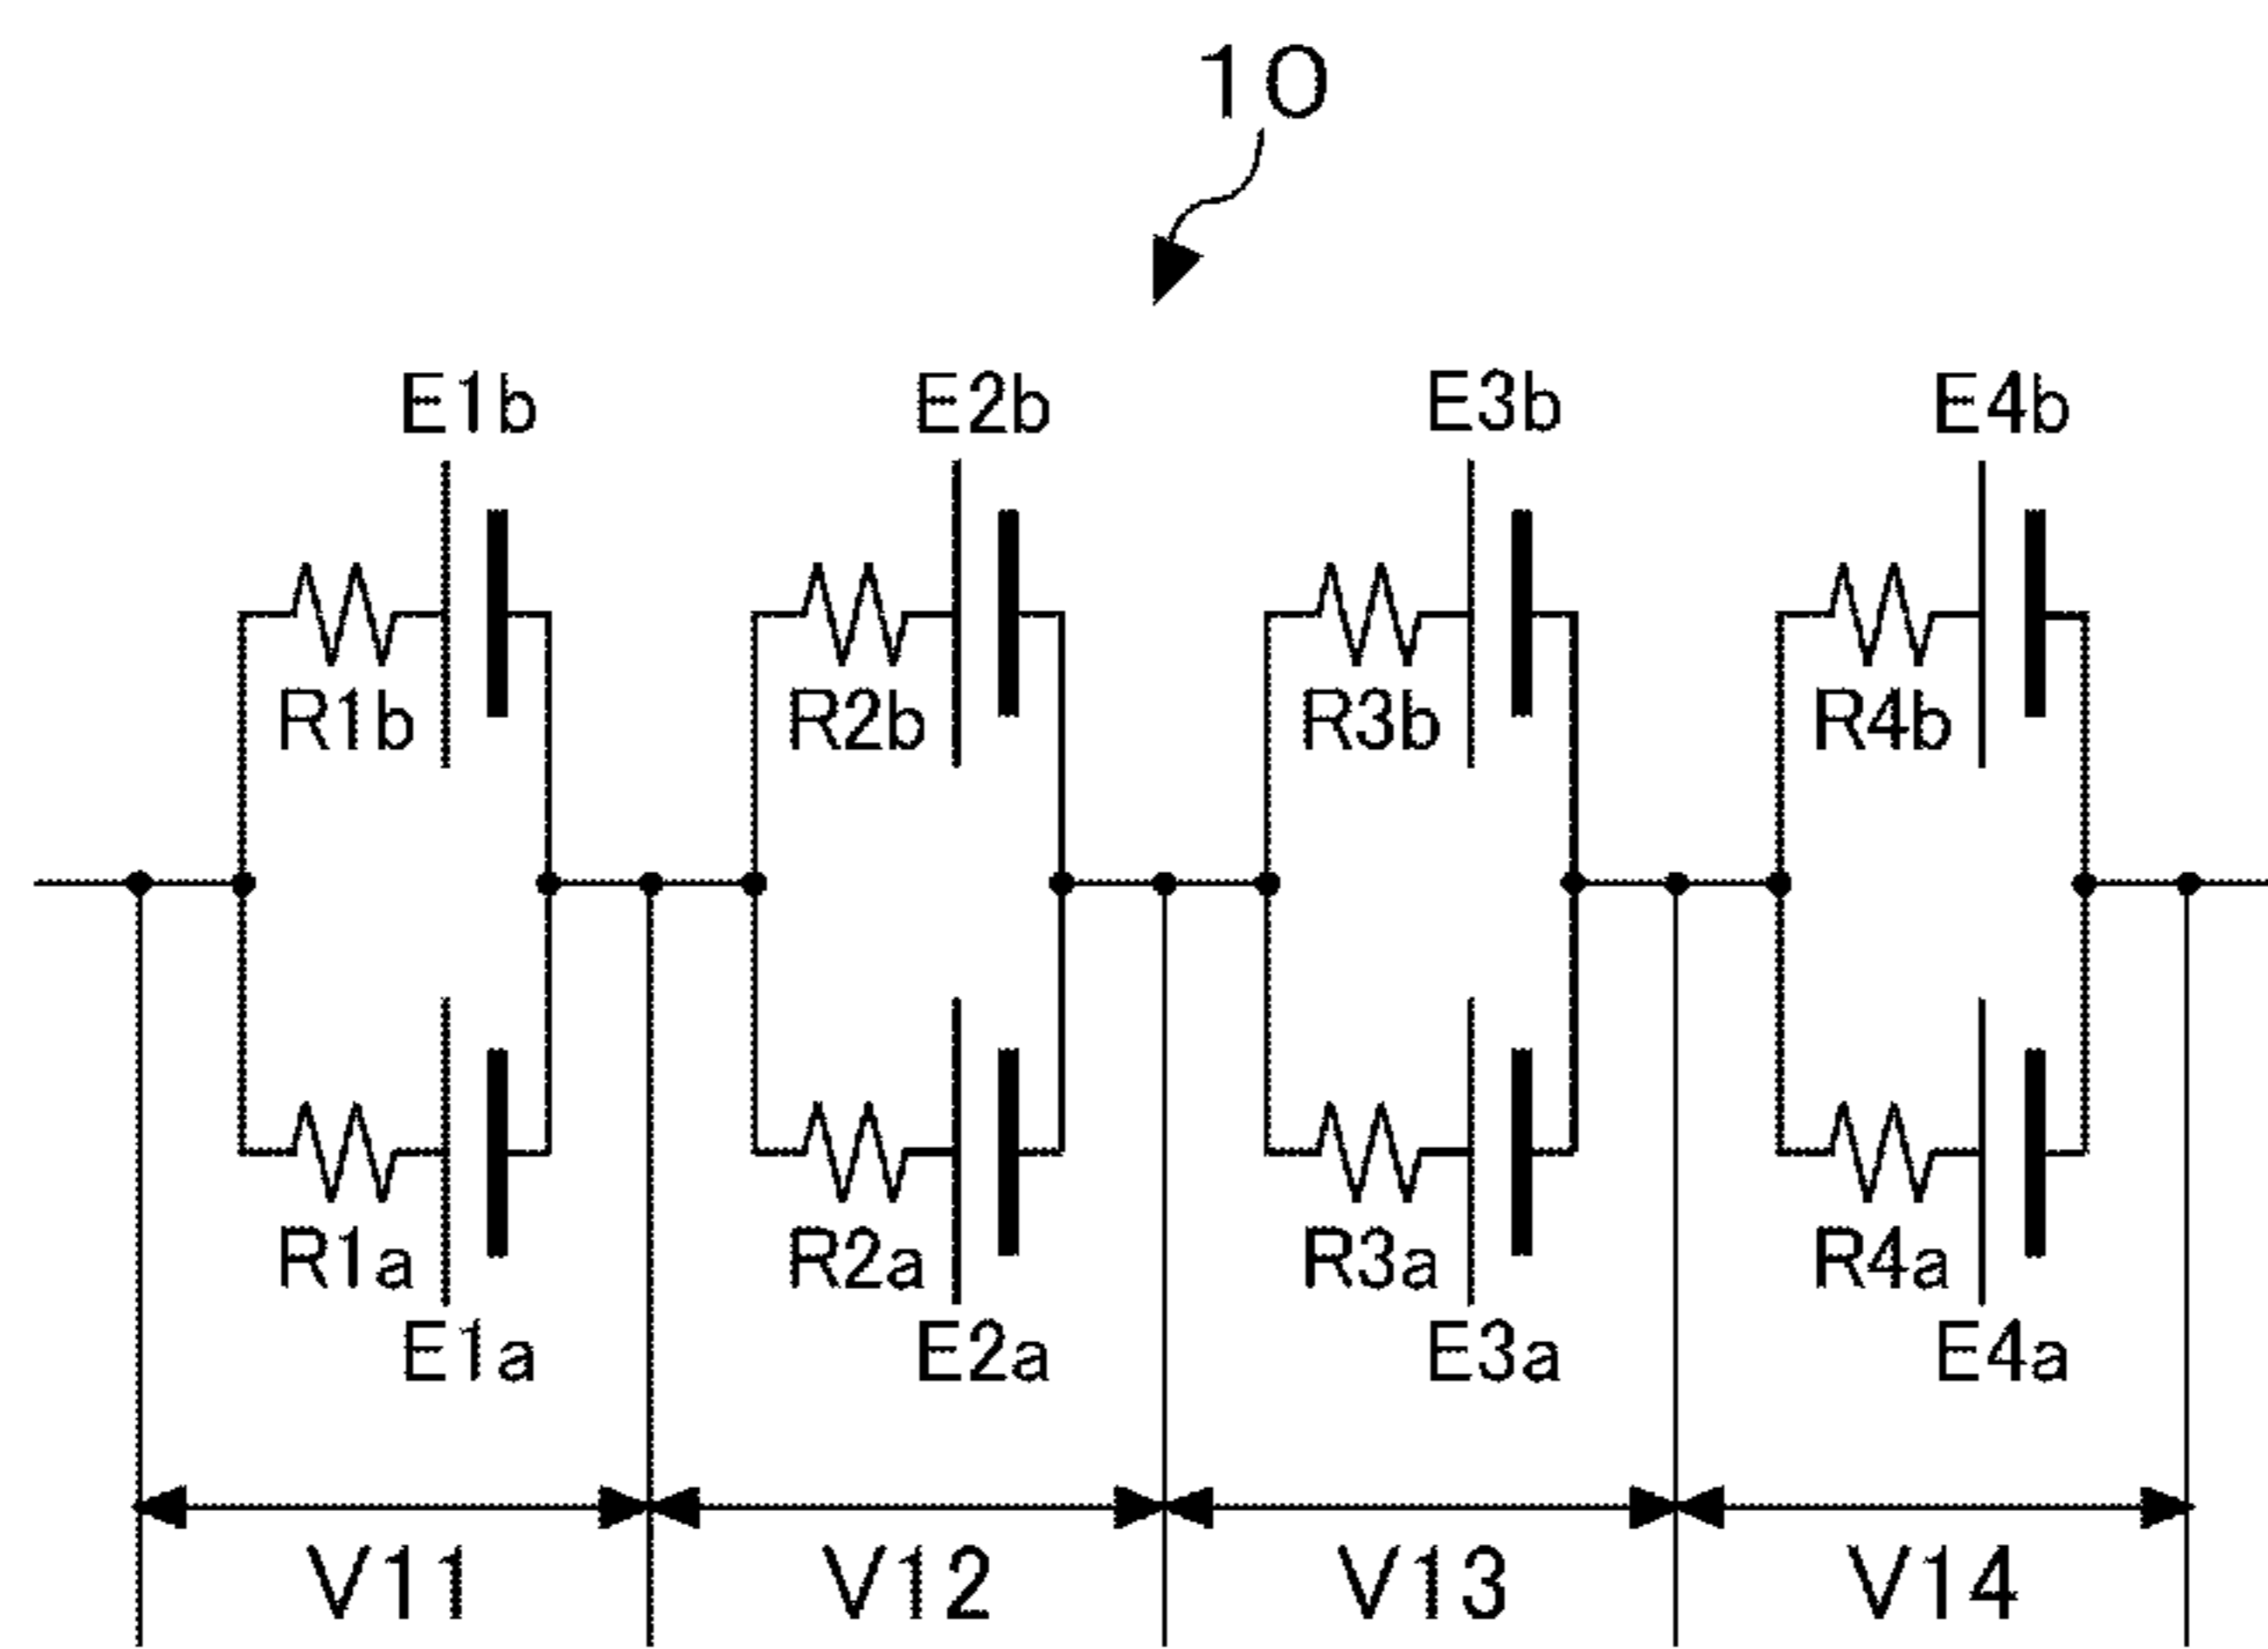 10
E1b E2b E3b E4b
R1b R2b R3b R4b
R1a R2a R3a R4a
E1a E2a E3a E4a
V11 V12 V13 V14